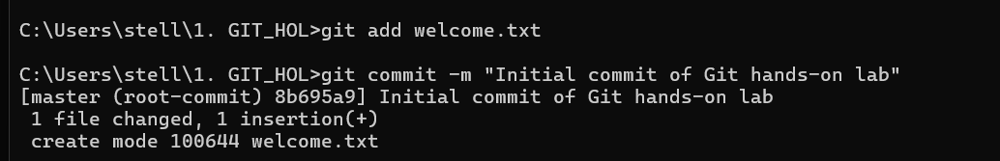 C:\Users\stell\1. GIT_HOL>git add welcome.txt
C:\Users\stell\1. GIT_HOL>git commit -m "Initial commit of Git hands-on lab"
[master (root-commit) 8b695a9] Initial commit of Git hands-on lab
 1 file changed, 1 insertion(+)
 create mode 100644 welcome.txt